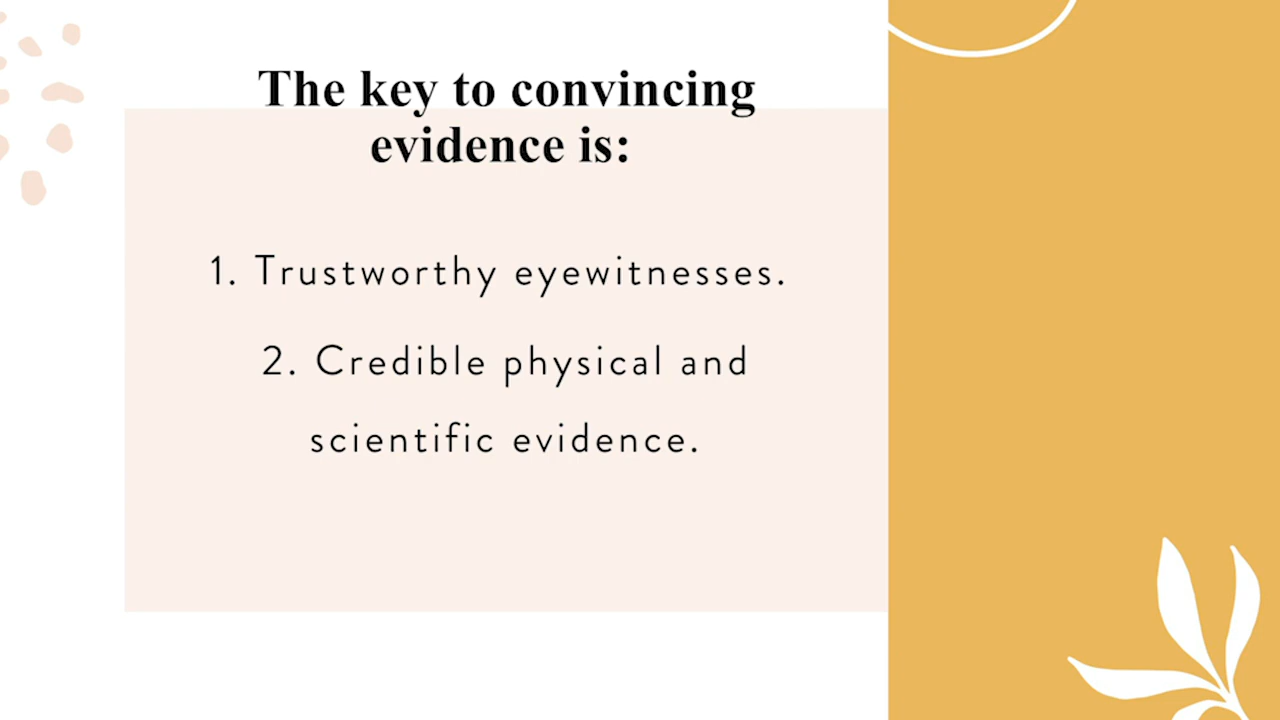 The key to convincing
evidence is:
1. Trustworthy eyewitnesses.
2. Credible physical and
scientific evidence.